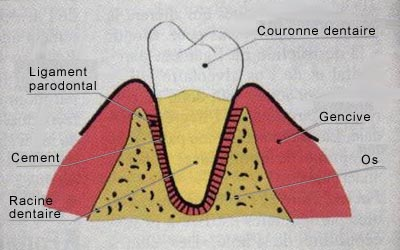 Couronne dentaire
Ligament
parodontal
Gencive
Cement
Os
Racine
dentaire